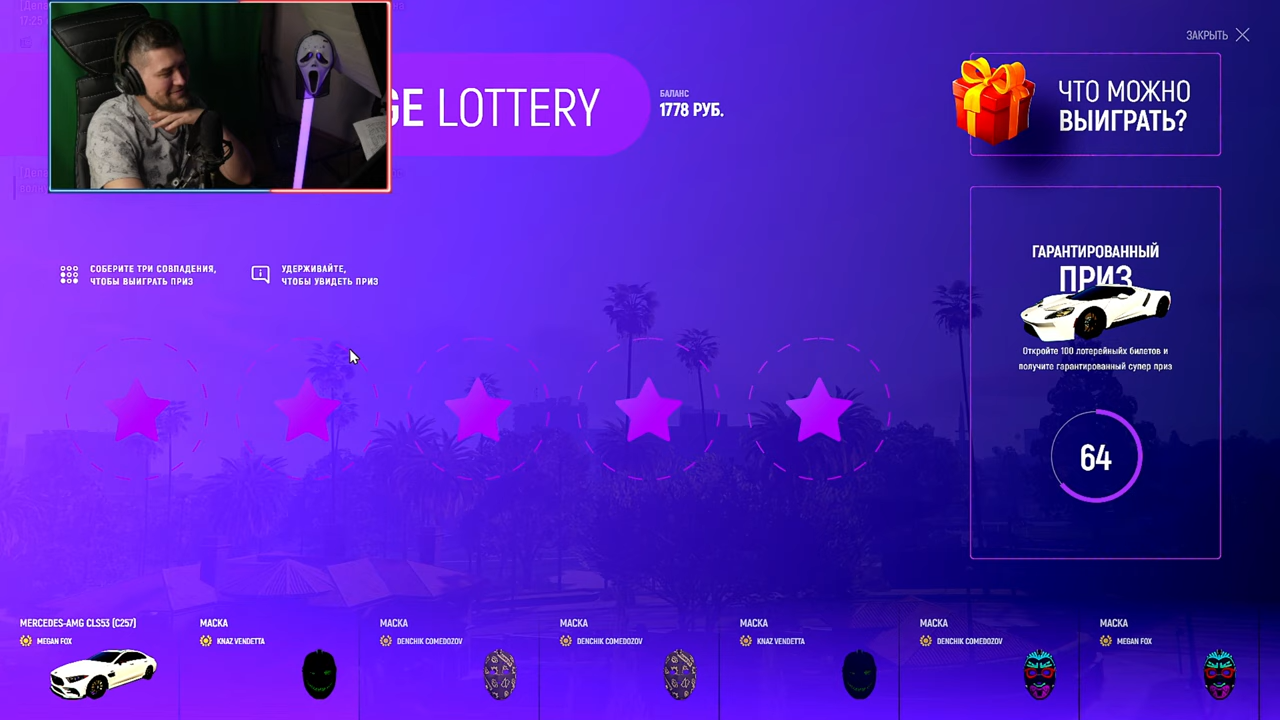 ЗАКРЫТЬ
GE LOTTERY
БАЛАНС
1778 РУБ.
ЧТО МОЖНО
ВЫИГРАТЬ?
СОБЕРИТЕ ТРИ СОВПАДЕНИЯ,
ЧТОБЫ ВЫИГРАТЬ ПРИЗ
УДЕРЖИВАЙТЕ,
ЧТОБЫ УВИДЕТЬ ПРИЗ
ГАРАНТИРОВАННЫЙ
ПРИЗ
Откройте 100 лотерейныйх билетов и
получите гарантированный супер приз
64
MERCEDES-AMG CLS53 (C257)
MEGAN FOX
МАСКА
KNAZ VENDETTA
МАСКА
DENCHIK COMEDOZOV
МАСКА
DENCHIK COMEDOZOV
МАСКА
KNAZ VENDETTA
МАСКА
DENCHIK COMEDOZOV
МАСКА
MEGAN FOX